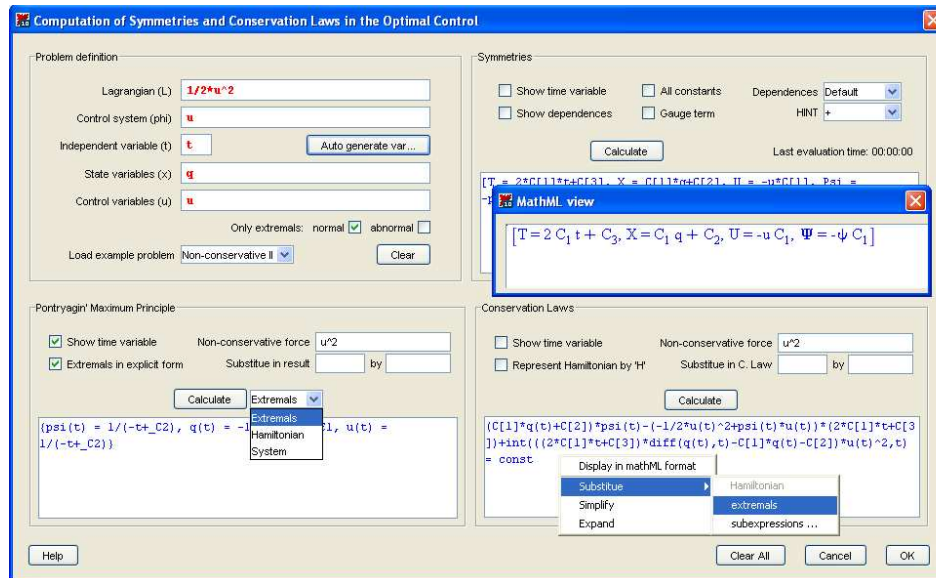 Computation of Symmetries and Conservation Laws in the Optimal Control
Problem definition
Lagrangian (L) 1/2*u^2
Control system (phi) u
Independent variable (t) t Auto generate var...
State variables (x) q
Control variables (u) u
Only extremals: normal abnormal
Load example problem Non-conservative II Clear
Symmetries
Show time variable All constants Dependences Default
Show dependences Gauge term HINT +
Calculate Last evaluation time: 00:00:00
[T = 2*C[1]*t+C[3], X = C[1]*q+C[2], U = -u*C[1], Psi =
MathML view
[T=2 C1 t + C3, X= C1 q + C2, U= -u C1, Ψ = -ψ C1]
Pontryagin' Maximum Principle
Show time variable Non-conservative force u^2
Extremals in explicit form Substitue in result by
Calculate Extremals
Extremals
Hamiltonian
System
{psi(t) = 1/(-t+_C2), q(t) = -1 C1, u(t) =
1/(-t+_C2)}
Conservation Laws
Show time variable Non-conservative force u^2
Represent Hamiltonian by 'H' Substitue in C. Law by
Calculate
(C[1]*q(t)+C[2])*psi(t)-(-1/2*u(t)^2+psi(t)*u(t))*(2*C[1]*t+C[3
])+int(((2*C[1]*t+C[3])*diff(q(t),t)-C[1]*q(t)-C[2])*u(t)^2,t)
= const
Display in mathML format
Substitue Hamiltonian
Simplify extremals
Expand subexpressions ...
Help Clear All Cancel OK